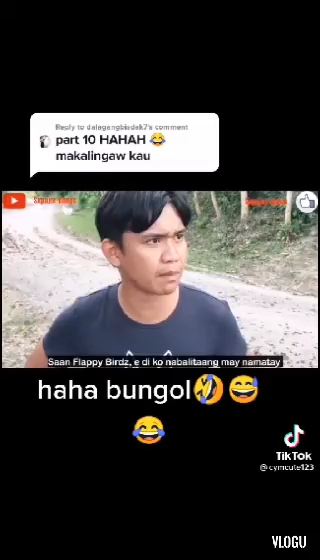 Reply to dalagangbisdak7's comment
part 10 HAHAH 😂
makalingaw kau
Saan Flappy Birdz, e di ko nabalitaang may namatay
haha bungol🤣😅
😂
TikTok
@cymcute123
VLOGU